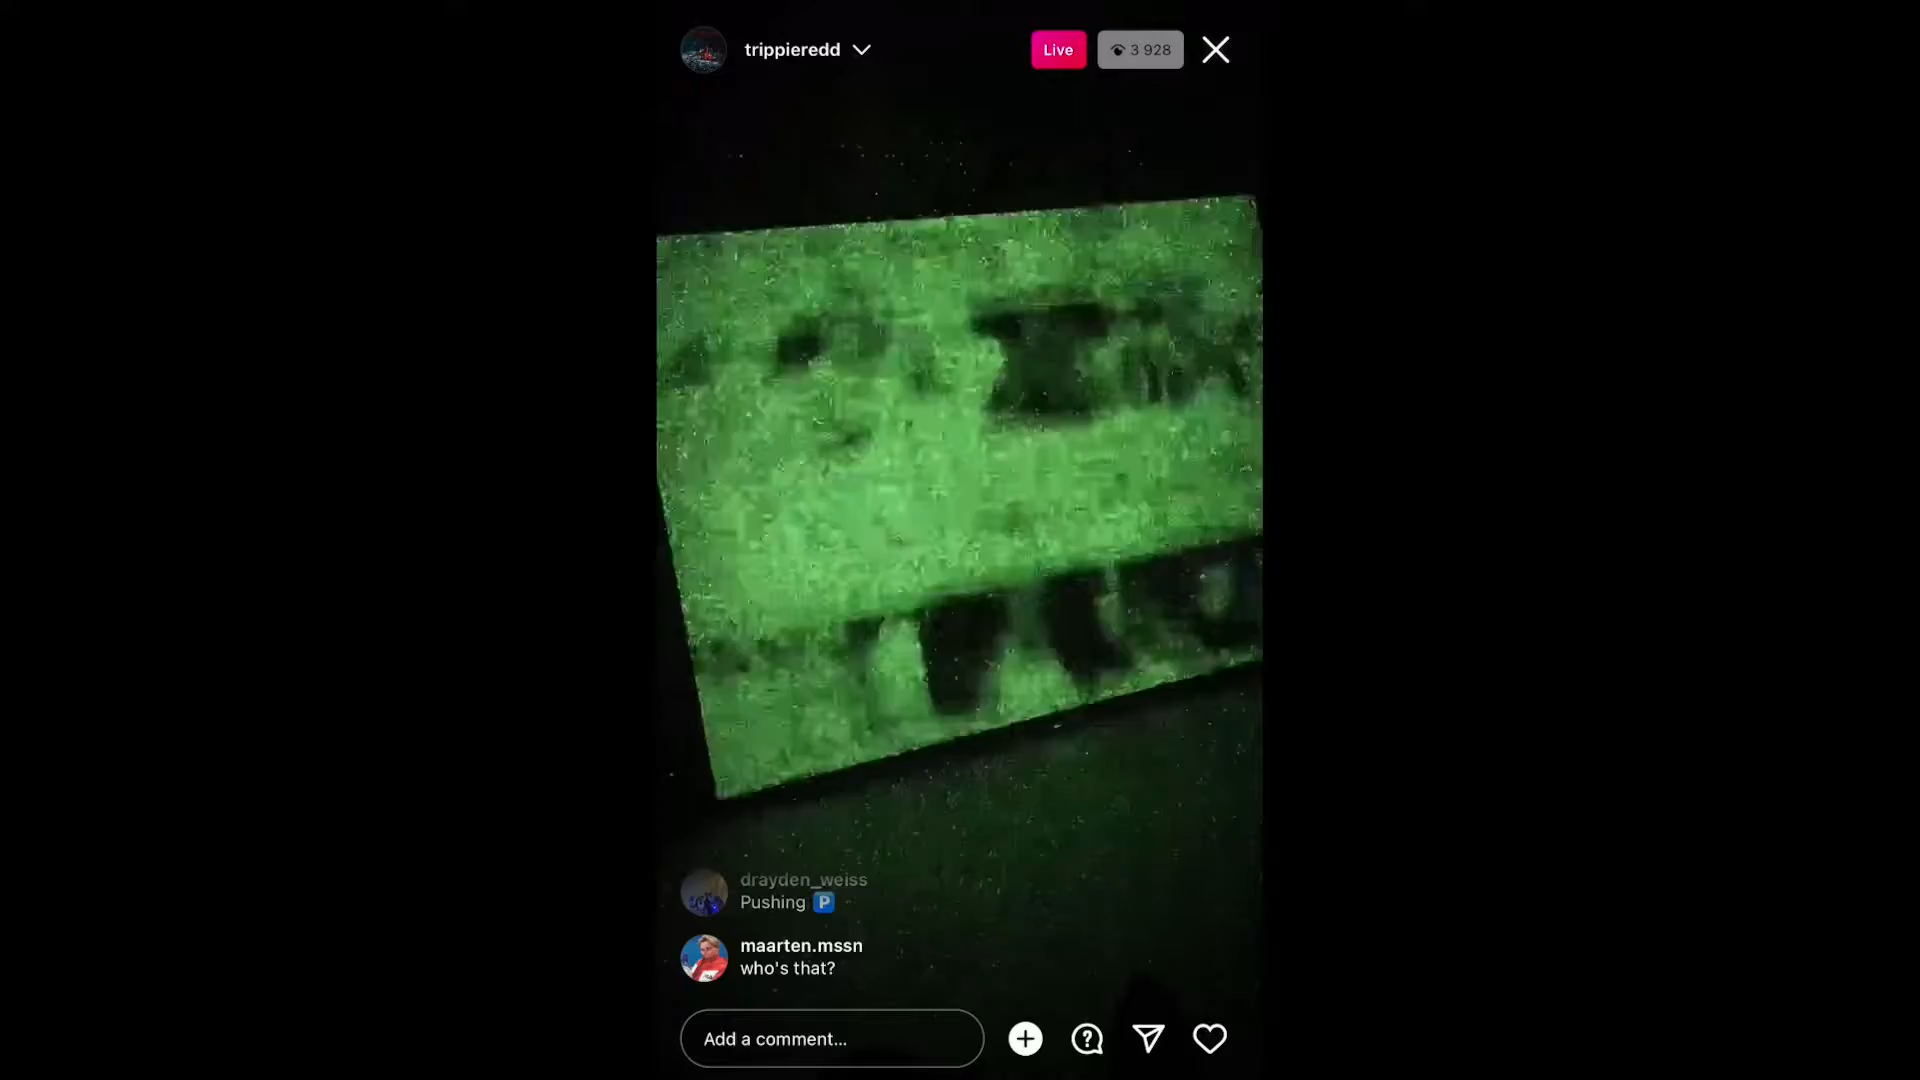 trippieredd
Live
3 928
drayden_weiss
Pushing 🅿️
maarten.mssn
who's that?
Add a comment...